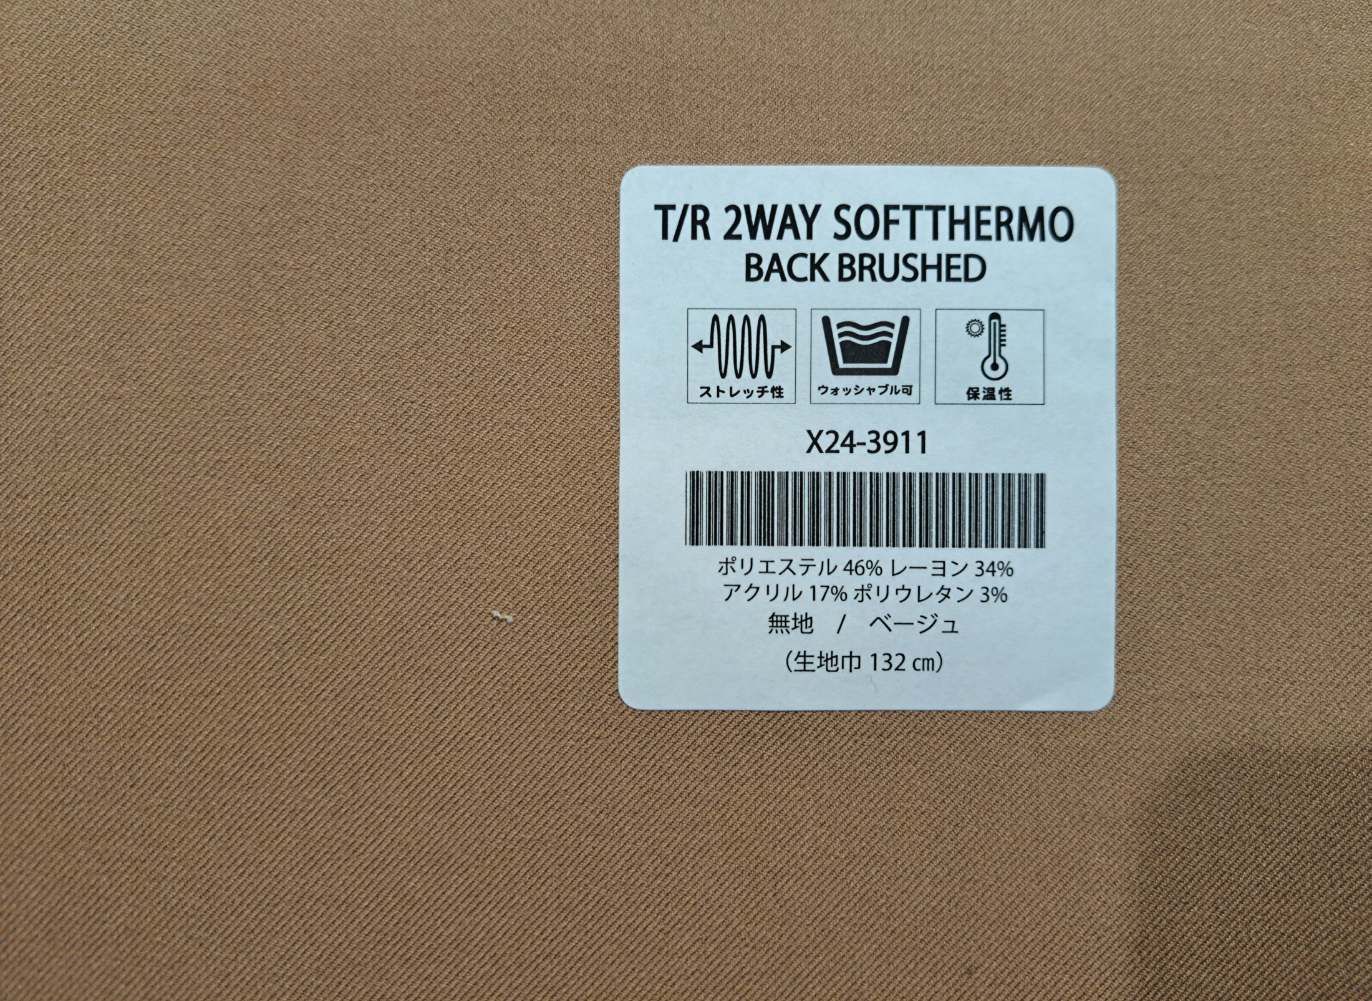 T/R 2WAY SOFTTHERMO
BACK BRUSHED
ストレッチ性 ウォッシャブル可 保温性
X24-3911
ポリエステル 46% レーヨン 34%
アクリル 17% ポリウレタン 3%
無地 / ベージュ
（生地巾 132 ㎝）